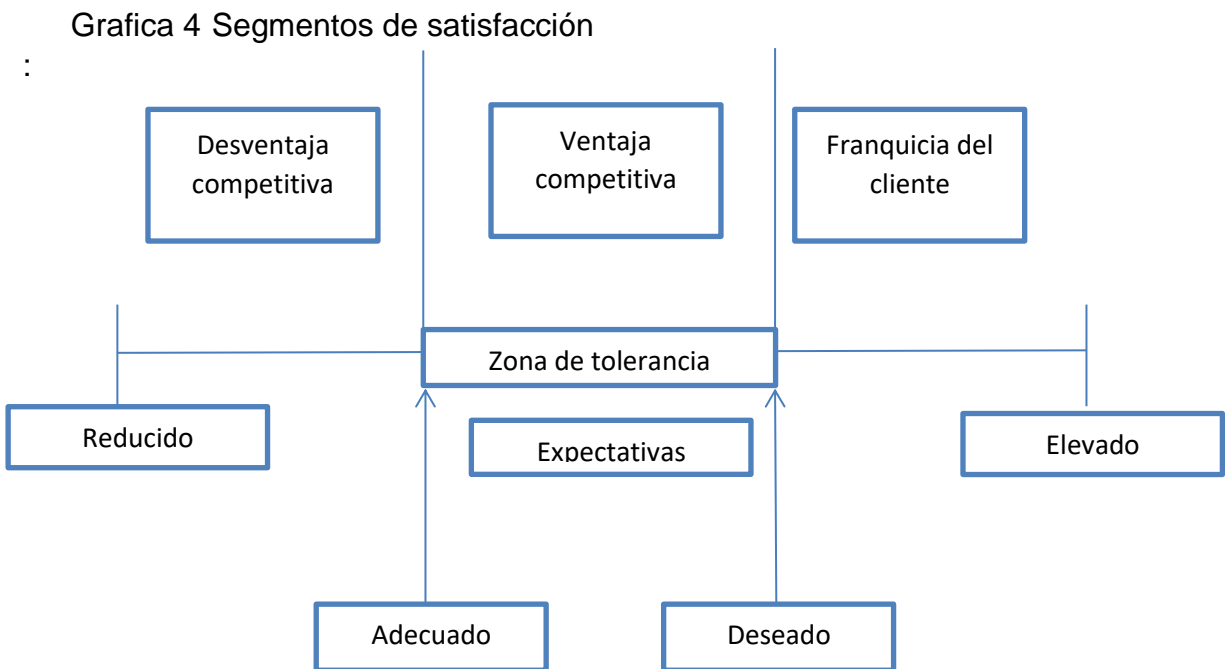 Grafica 4 Segmentos de satisfacción
:
Desventaja
competitiva
Ventaja
competitiva
Franquicia del
cliente
Zona de tolerancia
Reducido
Expectativas
Elevado
Adecuado
Deseado